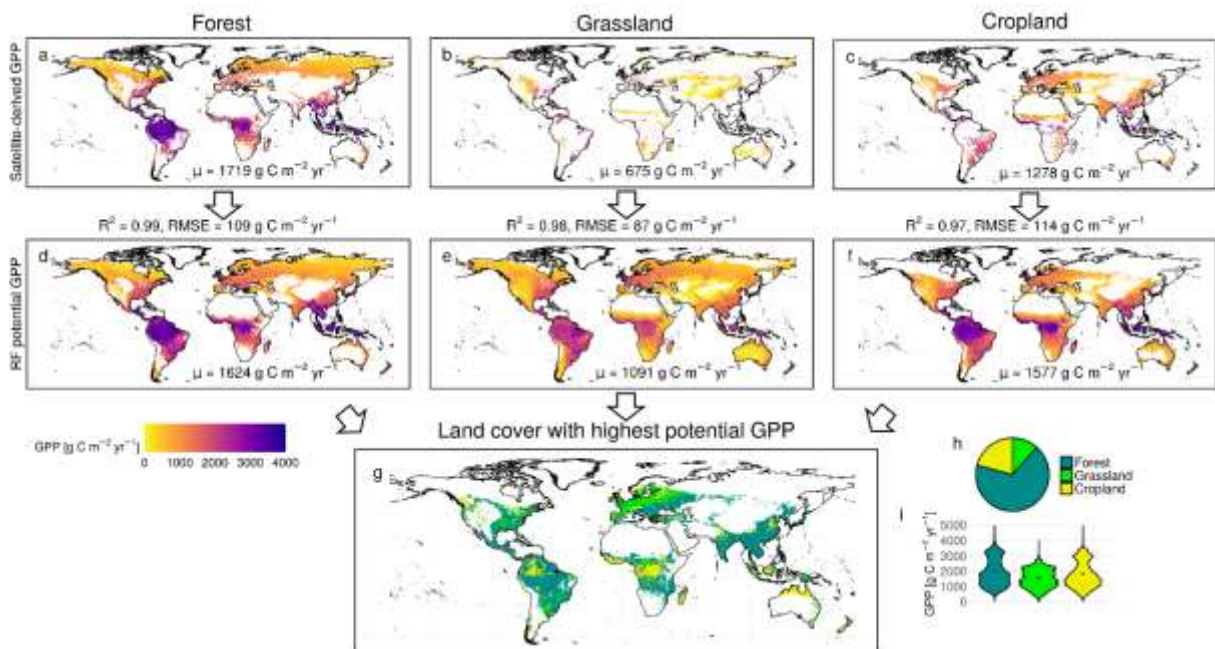 Forest Grassland Cropland
Satellite-derived GPP
a b c
μ = 1719 g C m⁻² yr⁻¹ μ = 675 g C m⁻² yr⁻¹ μ = 1278 g C m⁻² yr⁻¹
R² = 0.99, RMSE = 109 g C m⁻² yr⁻¹ R² = 0.98, RMSE = 87 g C m⁻² yr⁻¹ R² = 0.97, RMSE = 114 g C m⁻² yr⁻¹
RF potential GPP
d e f
μ = 1624 g C m⁻² yr⁻¹ μ = 1091 g C m⁻² yr⁻¹ μ = 1577 g C m⁻² yr⁻¹
GPP [g C m⁻² yr⁻¹]
0 1000 2000 3000 4000
Land cover with highest potential GPP
g
h
Forest
Grassland
Cropland
i
GPP [g C m⁻² yr⁻¹]
5000
4000
3000
2000
1000
0